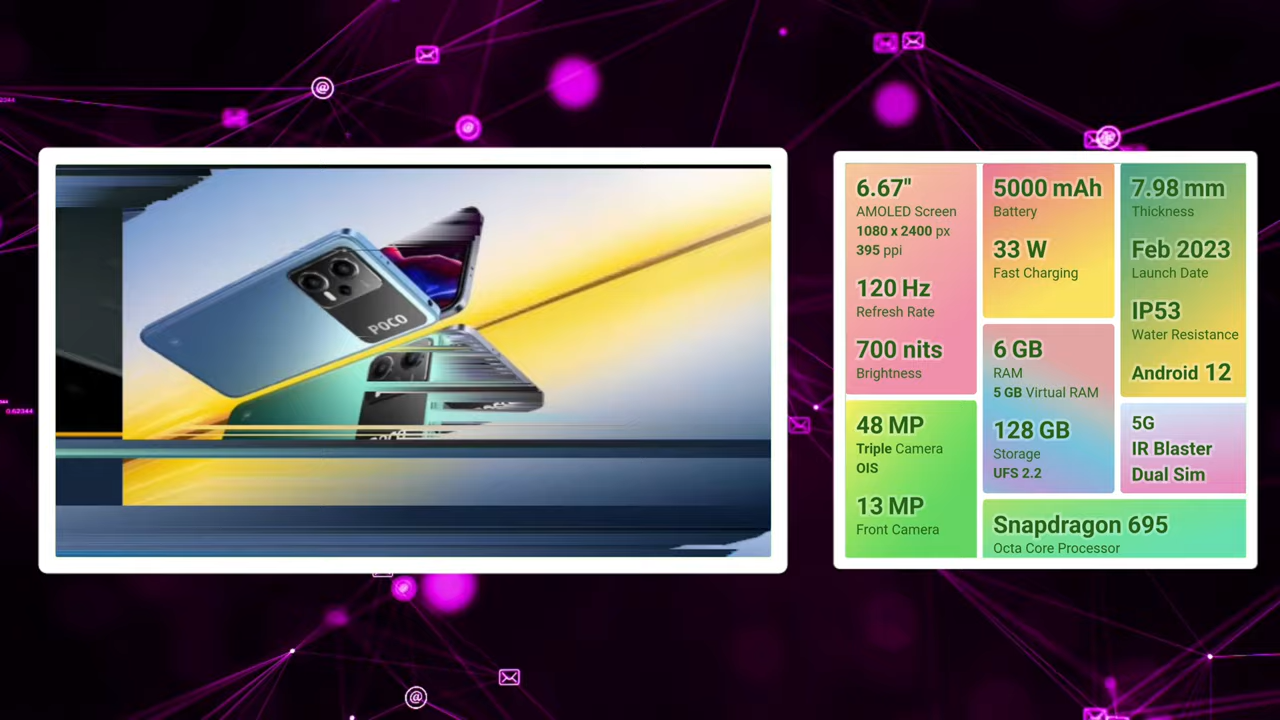 POCO
6.67"
AMOLED Screen
1080 x 2400 px
395 ppi
120 Hz
Refresh Rate
700 nits
Brightness
48 MP
Triple Camera
OIS
13 MP
Front Camera
5000 mAh
Battery
33 W
Fast Charging
6 GB
RAM
5 GB Virtual RAM
128 GB
Storage
UFS 2.2
7.98 mm
Thickness
Feb 2023
Launch Date
IP53
Water Resistance
Android 12
5G
IR Blaster
Dual Sim
Snapdragon 695
Octa Core Processor
0.62344